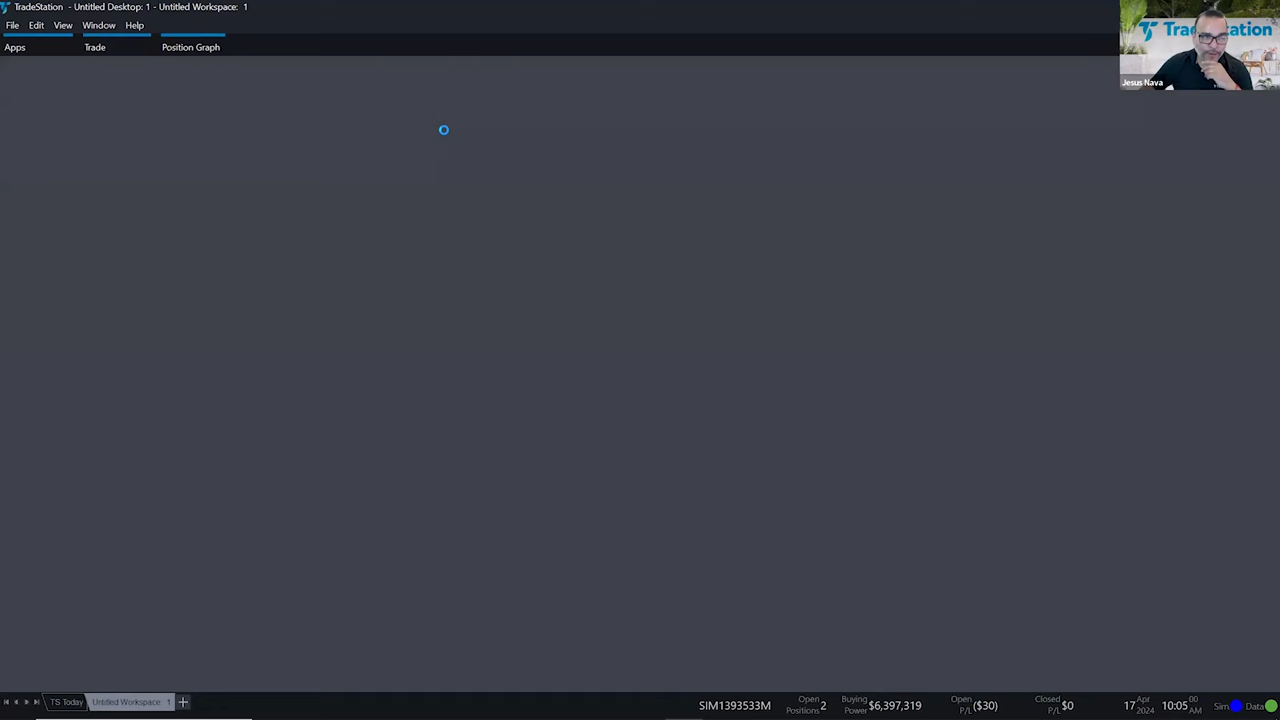 TradeStation - Untitled Desktop: 1 - Untitled Workspace: 1
File Edit View Window Help
Apps Trade Position Graph
TradeStation
Jesus Nava
TS Today Untitled Workspace: 1 +
SIM1393533M
Open Positions 2
Buying Power $6,397,319
Open P/L ($30)
Closed P/L $0
17 Apr 2024
10:05 00 AM
Sim Data